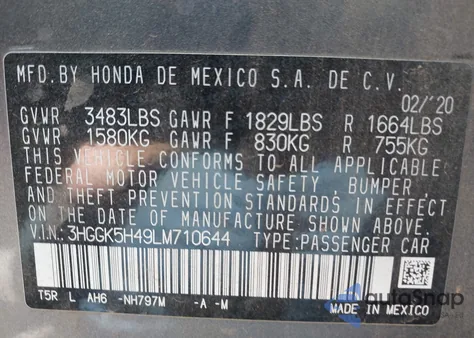 MFD.BY HONDA DE MEXICO S.A. DE C.V.
02/'20
GVWR 3483LBS GAWR F 1829LBS R 1664LBS
GVWR 1580KG GAWR F 830KG R 755KG
THIS VEHICLE CONFORMS TO ALL APPLICABLE
FEDERAL MOTOR VEHICLE SAFETY, BUMPER,
AND THEFT PREVENTION STANDARDS IN EFFECT
ON THE DATE OF MANUFACTURE SHOWN ABOVE.
V.I.N.:3HGGK5H49LM710644 TYPE:PASSENGER CAR
T5R L AH6 -NH797M -A -M
MADE IN MEXICO
autoSnap